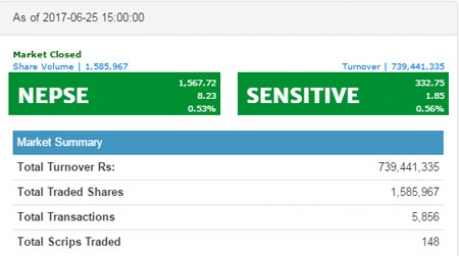 As of 2017-06-25 15:00:00
Market Closed
Share Volume | 1,585,967 Turnover | 739,441,335
NEPSE 1,567.72 8.23 0.53%
SENSITIVE 332.75 1.85 0.56%
Market Summary
Total Turnover Rs: 739,441,335
Total Traded Shares 1,585,967
Total Transactions 5,856
Total Scrips Traded 148